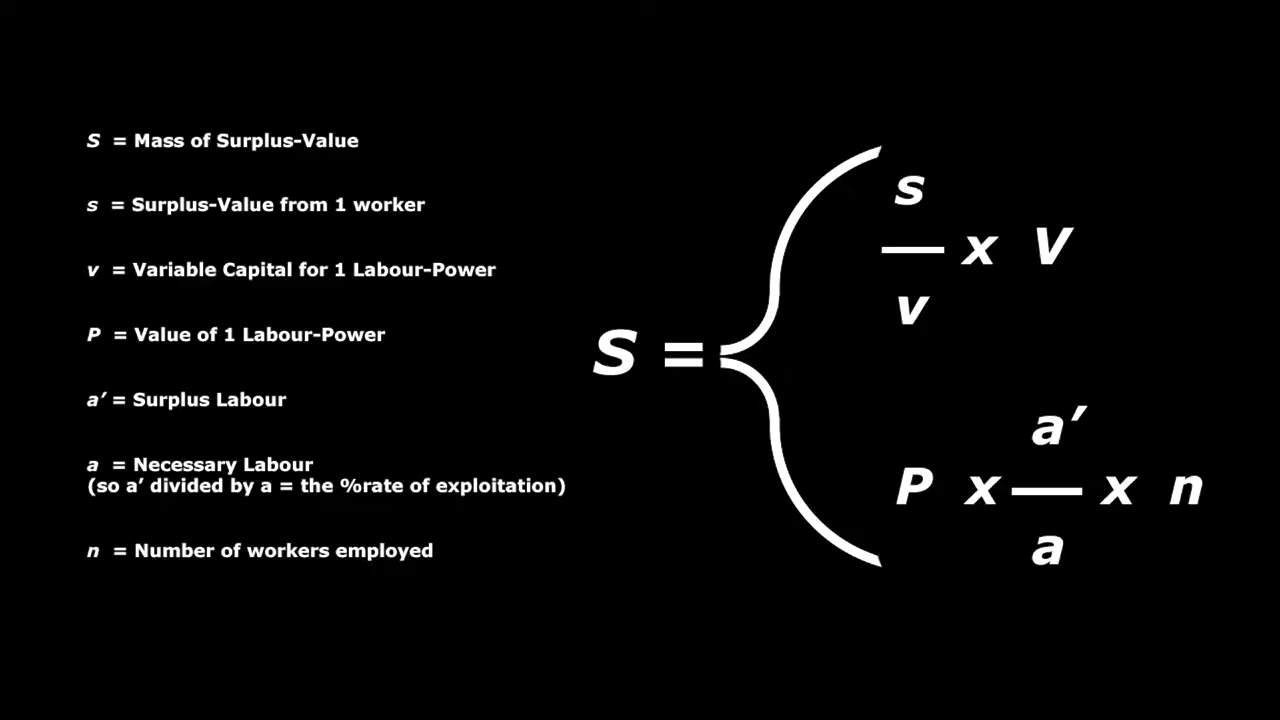 S = Mass of Surplus-Value
s = Surplus-Value from 1 worker
v = Variable Capital for 1 Labour-Power
P = Value of 1 Labour-Power
a′ = Surplus Labour
a = Necessary Labour
(so a’ divided by a = the %rate of exploitation)
n = Number of workers employed
S =
s
x V
v
a′
P x x n
a